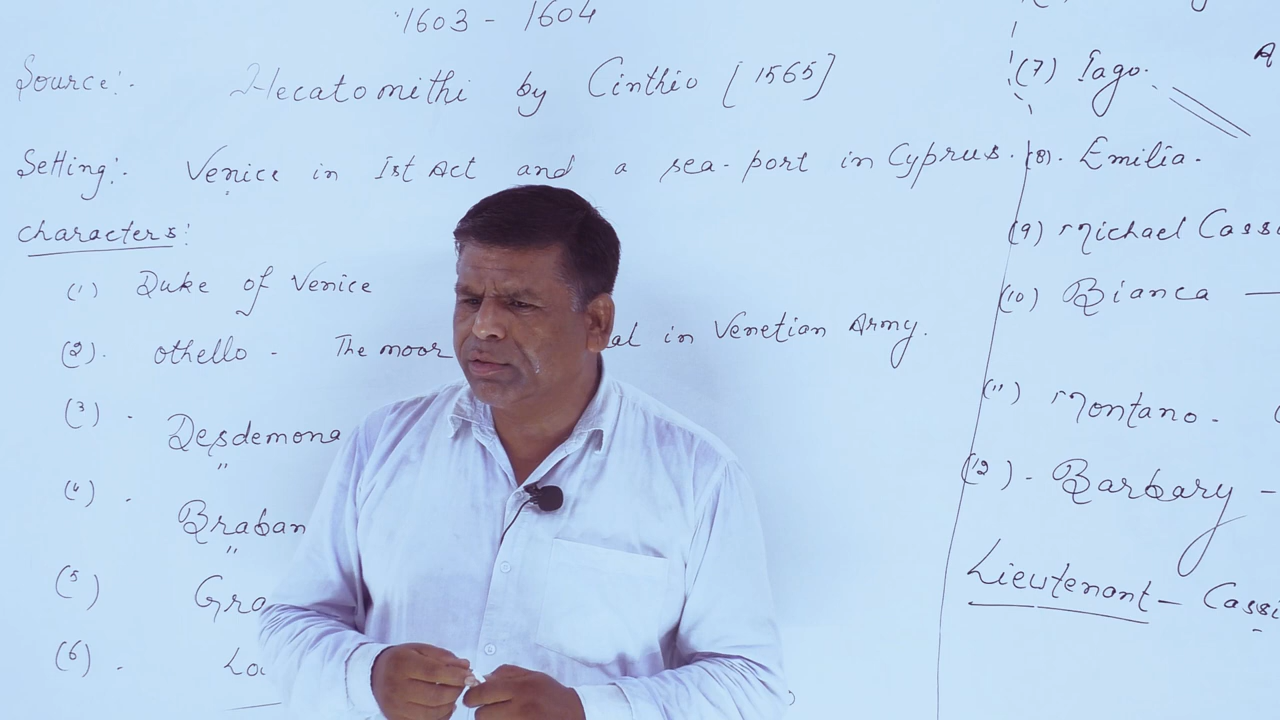 1603 - 1604
Source:- Hecatomithi by Cinthio [1565]
Setting:- Venice in Ist Act and a sea-port in Cyprus.
characters:
(1) Duke of Venice
(2). Othello - The moor al in Venetian Army.
(3) - Desdemona
(4) - Braban
(5) Gra
(6) - Lo
(7) Iago.
(8). Emilia.
(9) Michael Cassi
(10) Bianca —
(11) Montano.
(12) - Barbary -
Lieutenant - Cassi